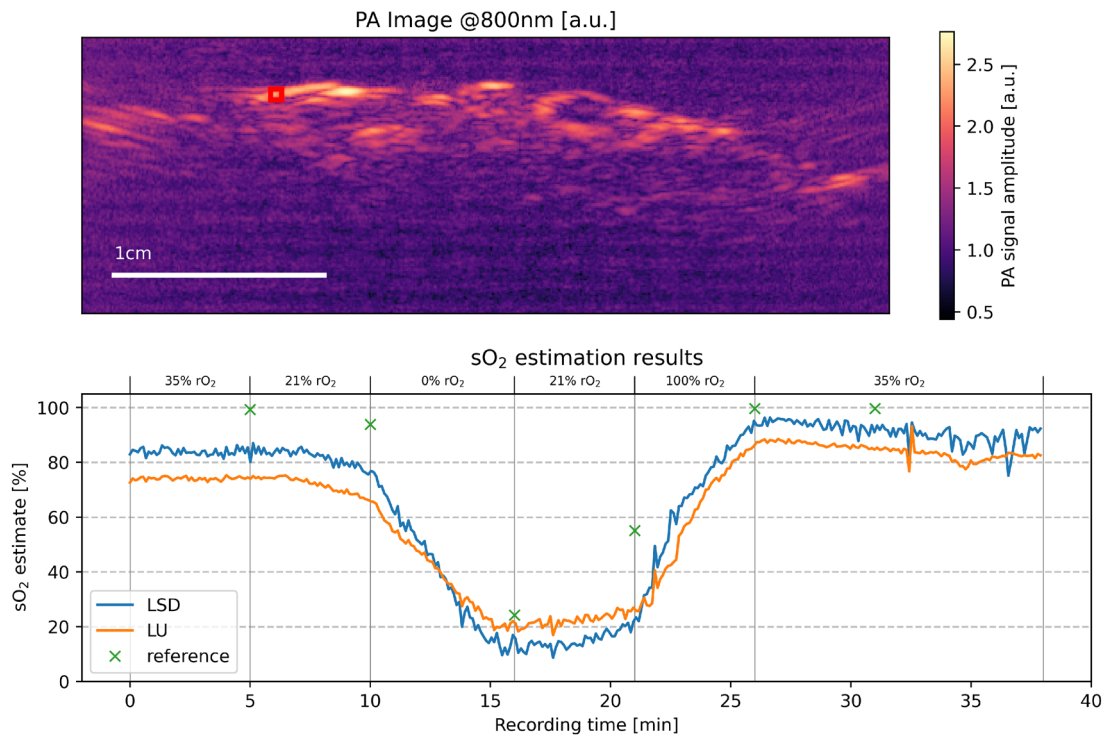 PA Image @800nm [a.u.]
1cm
2.5
2.0
1.5
1.0
0.5
PA signal amplitude [a.u.]
sO₂ estimation results
35% rO₂ 21% rO₂ 0% rO₂ 21% rO₂ 100% rO₂ 35% rO₂
100
80
60
40
20
0
sO₂ estimate [%]
LSD
LU
reference
0 5 10 15 20 25 30 35 40
Recording time [min]